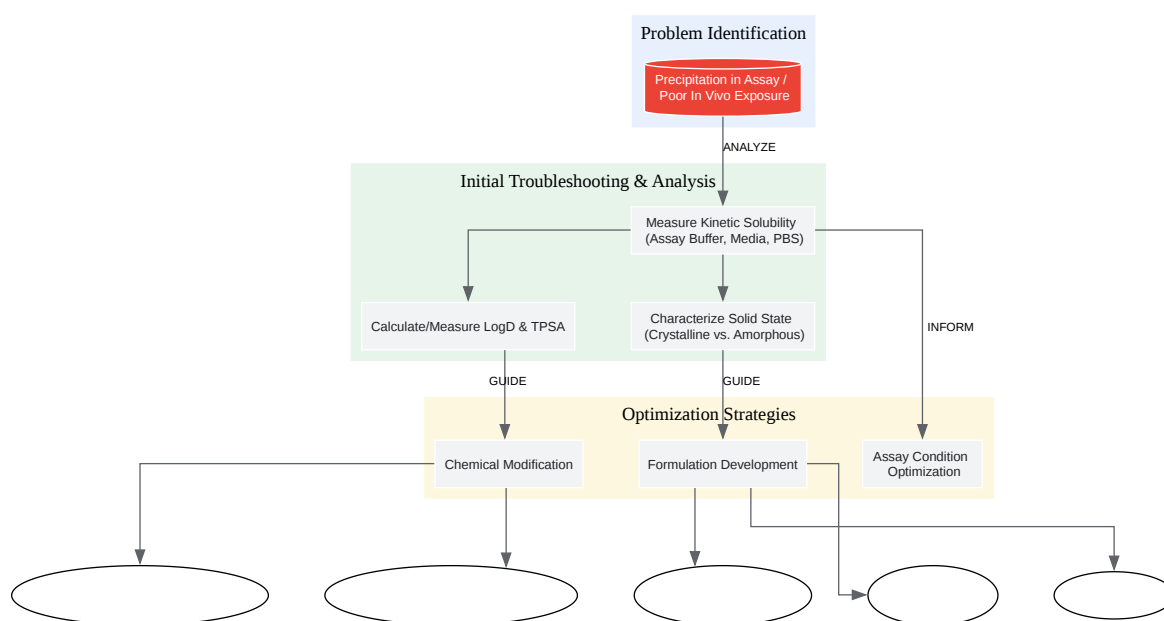 Problem Identification
Precipitation in Assay /
Poor In Vivo Exposure
ANALYZE
Initial Troubleshooting & Analysis
Measure Kinetic Solubility
(Assay Buffer, Media, PBS)
Calculate/Measure LogD & TPSA
Characterize Solid State
(Crystalline vs. Amorphous)
INFORM
GUIDE
GUIDE
Optimization Strategies
Chemical Modification
Formulation Development
Assay Condition
Optimization